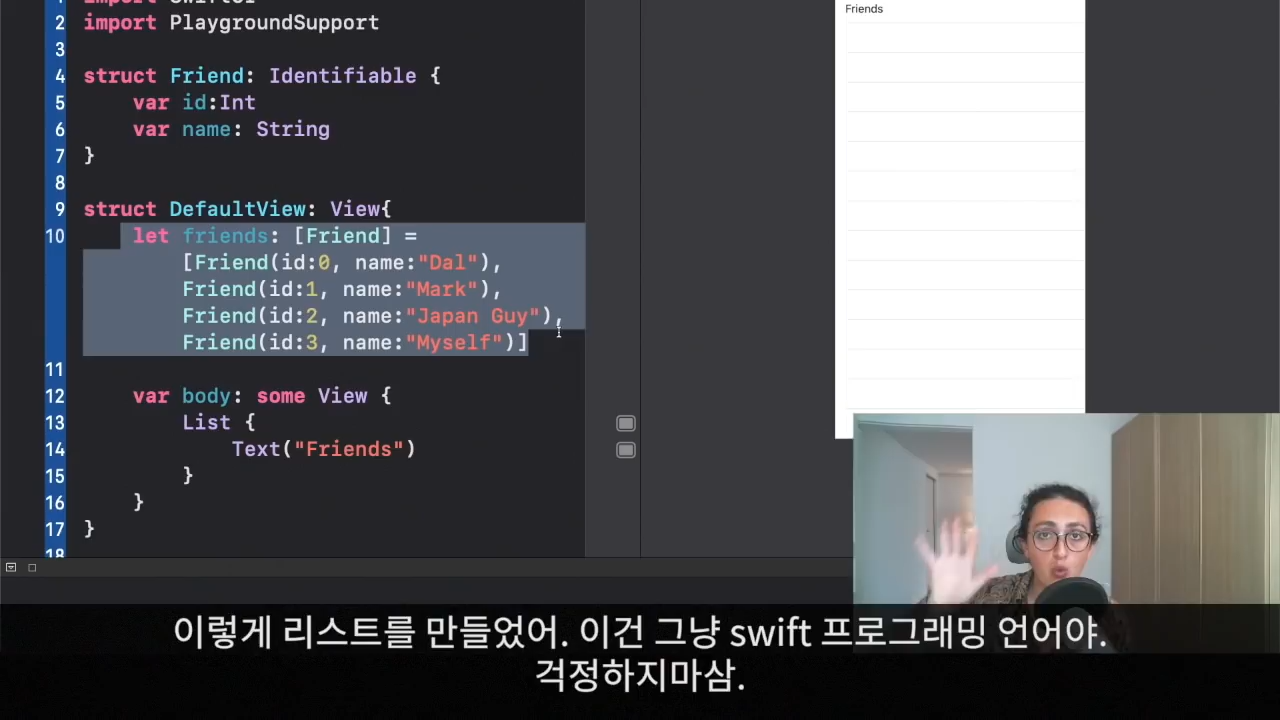 import SwiftUI
2 import PlaygroundSupport
3
4 struct Friend: Identifiable {
5 var id:Int
6 var name: String
7 }
8
9 struct DefaultView: View{
10 let friends: [Friend] =
[Friend(id:0, name:"Dal"),
Friend(id:1, name:"Mark"),
Friend(id:2, name:"Japan Guy"),
Friend(id:3, name:"Myself")]
11
12 var body: some View {
13 List {
14 Text("Friends")
15 }
16 }
17 }
18
Friends
이렇게 리스트를 만들었어. 이건 그냥 swift 프로그래밍 언어야.
걱정하지마삼.